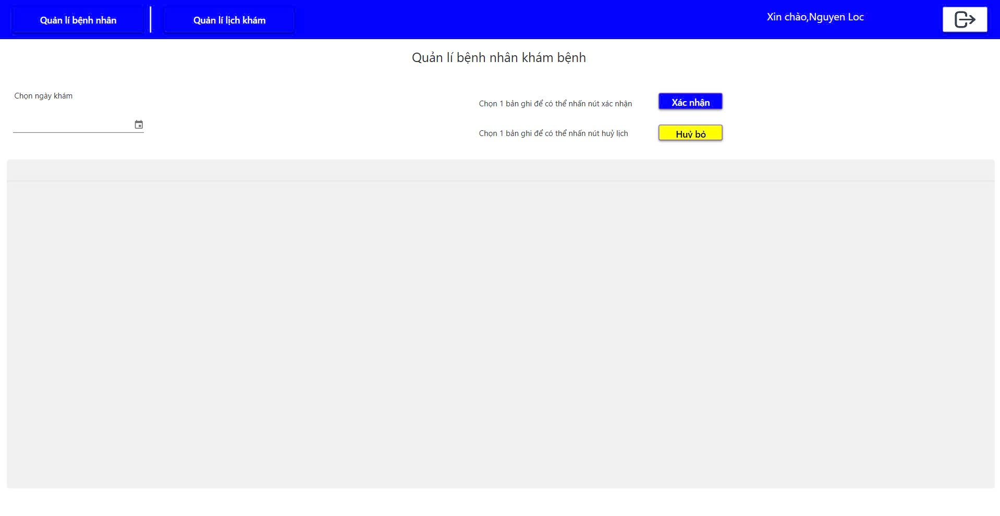 Quản lí bệnh nhân
Quản lí lịch khám
Xin chào,Nguyen Loc
Quản lí bệnh nhân khám bệnh
Chọn ngày khám
Chọn 1 bản ghi để có thể nhấn nút xác nhận
Xác nhận
Chọn 1 bản ghi để có thể nhấn nút huỷ lịch
Huỷ bỏ